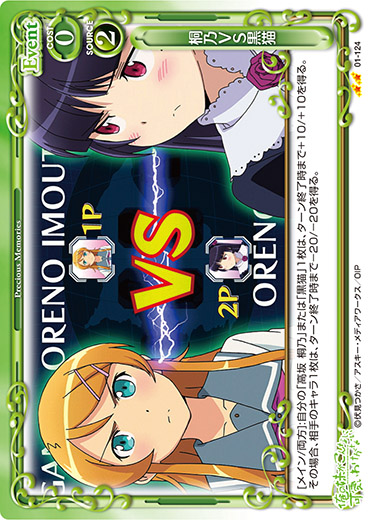 Event
COST
0
SOURCE
2
桐乃VS黒猫
Precious Memories
ORENO IMOUT
1P
VS
2P
ORENO
GA
[メイン/両方]:自分の「高坂 桐乃」または「黒猫」1枚は、ターン終了時まで+10/+10を得る。
その場合、相手のキャラ1枚は、ターン終了時まで-20/-20を得る。
©伏見つかさ/アスキー・メディアワークス/OIP
01-124